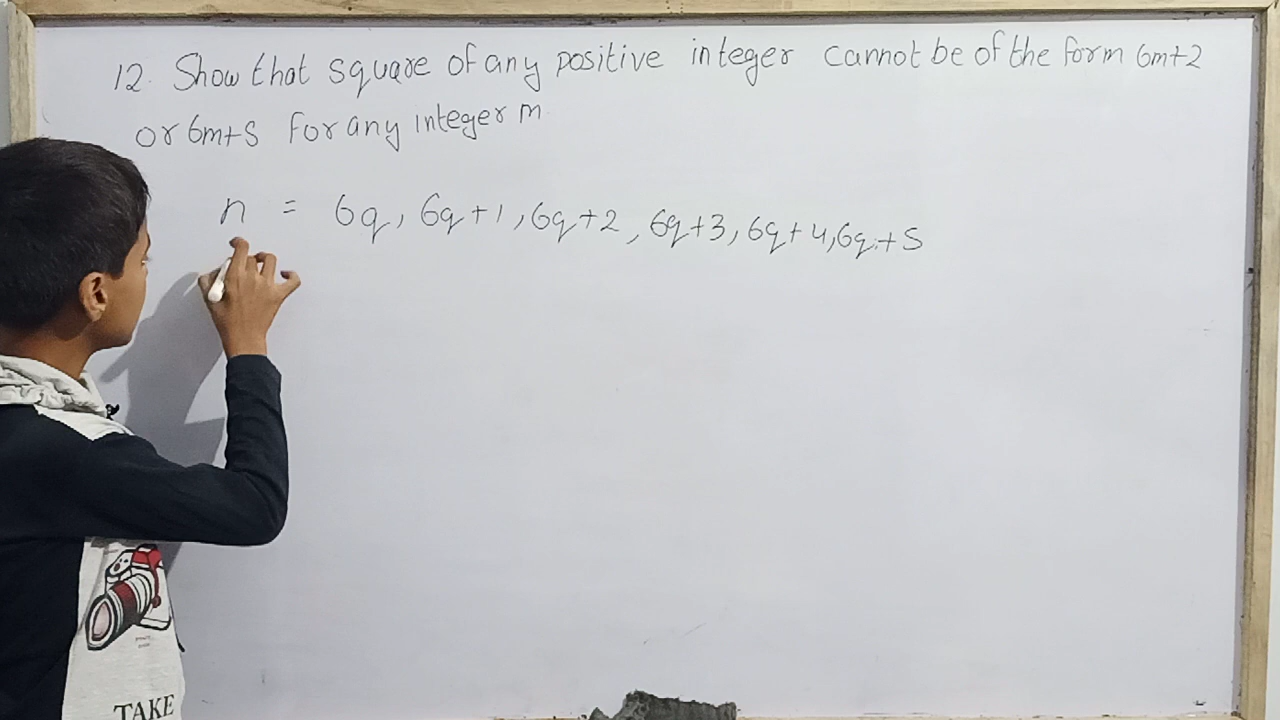 12. Show that square of any positive integer cannot be of the form 6m+2
or 6m+5 for any integer m.
n = 6q, 6q+1, 6q+2, 6q+3, 6q+4, 6q+5
TAKE